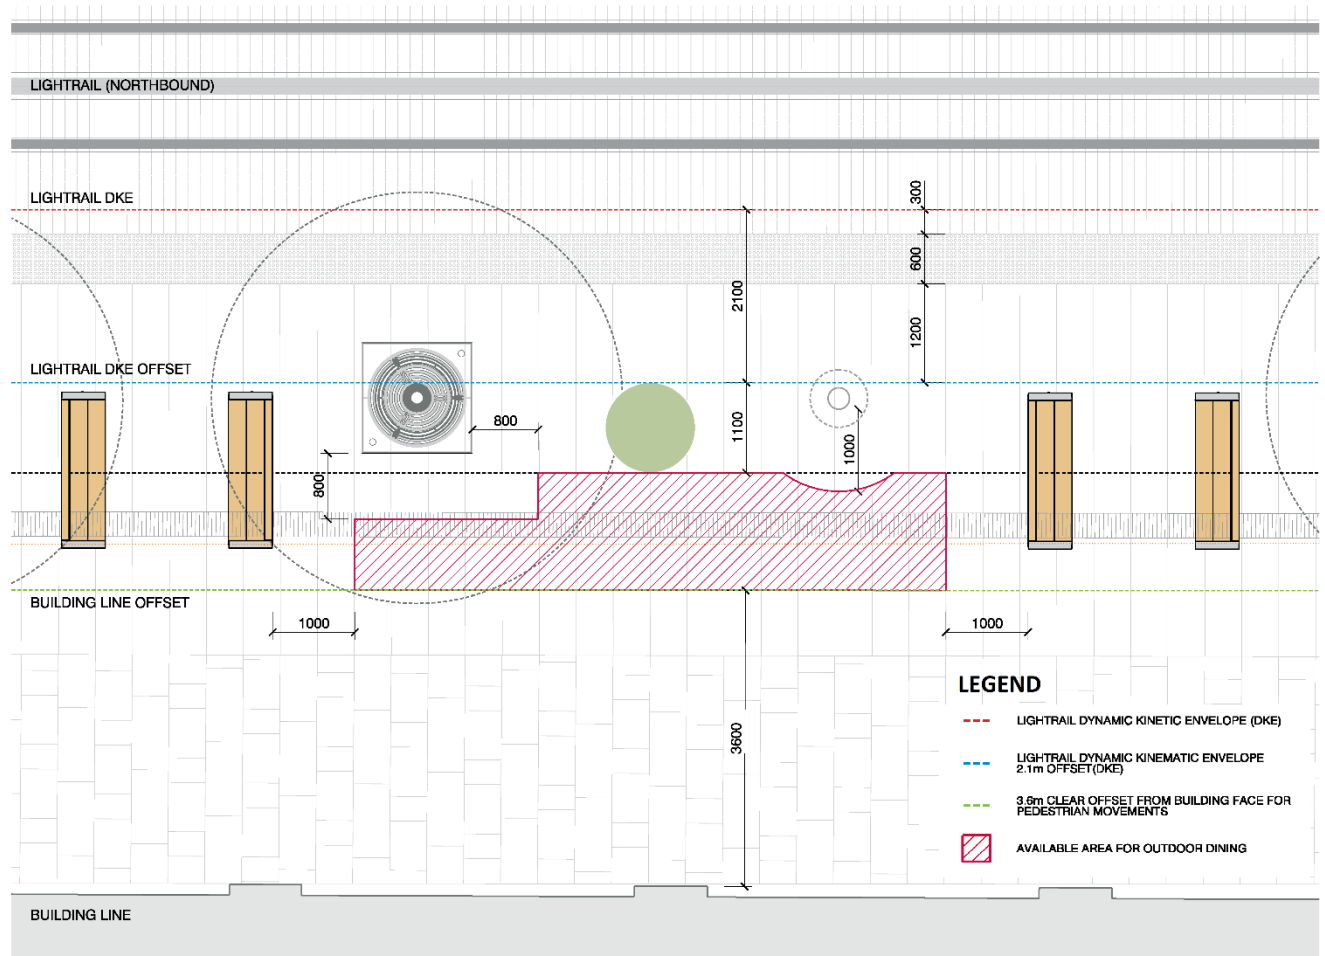 LIGHTRAIL (NORTHBOUND)
LIGHTRAIL DKE
300
600
2100
1200
LIGHTRAIL DKE OFFSET
800
1100
1000
800
BUILDING LINE OFFSET
1000
1000
3600
LEGEND
LIGHTRAIL DYNAMIC KINETIC ENVELOPE (DKE)
LIGHTRAIL DYNAMIC KINEMATIC ENVELOPE
2.1m OFFSET(DKE)
3.6m CLEAR OFFSET FROM BUILDING FACE FOR
PEDESTRIAN MOVEMENTS
AVAILABLE AREA FOR OUTDOOR DINING
BUILDING LINE